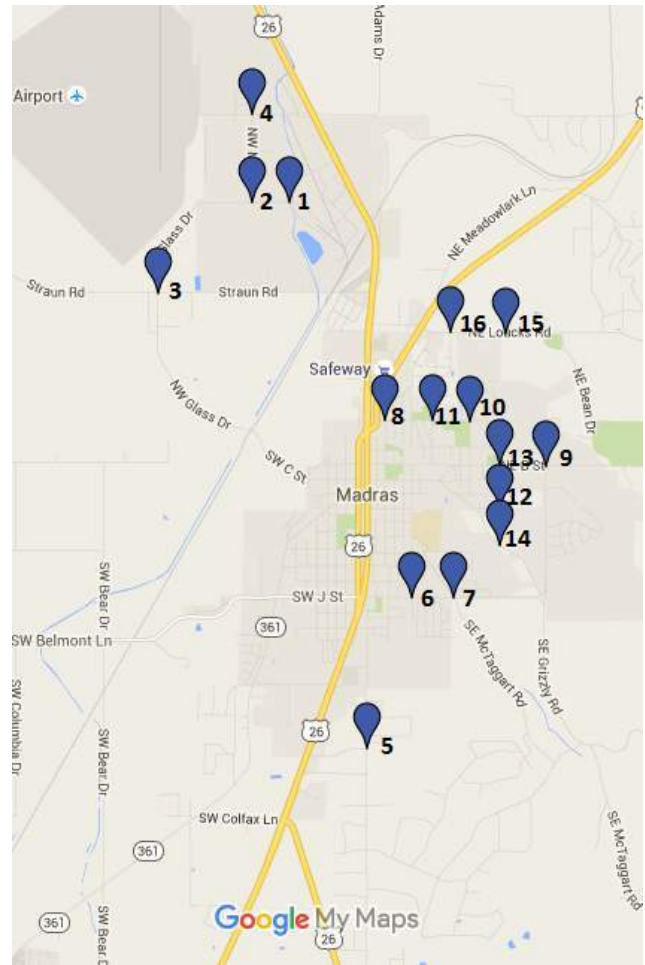 26
Adams Dr
Airport
4
NW N
2
1
Glass Dr
NE Meadowlark Ln
3
Straun Rd
Straun Rd
16
15
NE Loucks Rd
Safeway
NW Glass Dr
8
11
10
NE Bean Dr
SW C St
13
9
NE B St
Madras
12
14
26
SW Bear Dr
SW J St
6
7
361
SW Belmont Ln
SE McTaggart Rd
SE Grizzly Rd
SW Columbia Dr
SW Bear Dr
26
5
SW Colfax Ln
361
SE McTaggart Rd
SW Bear Dr
361
Google My Maps
26